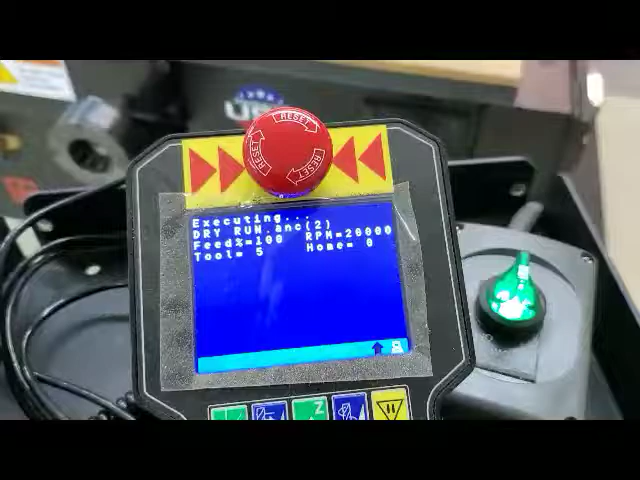 RESET
RESET
RESET
Executing...
DRY RUN.anc(2)
Feed%=100 RPM=20000
Tool= 5 Home= 0
Z